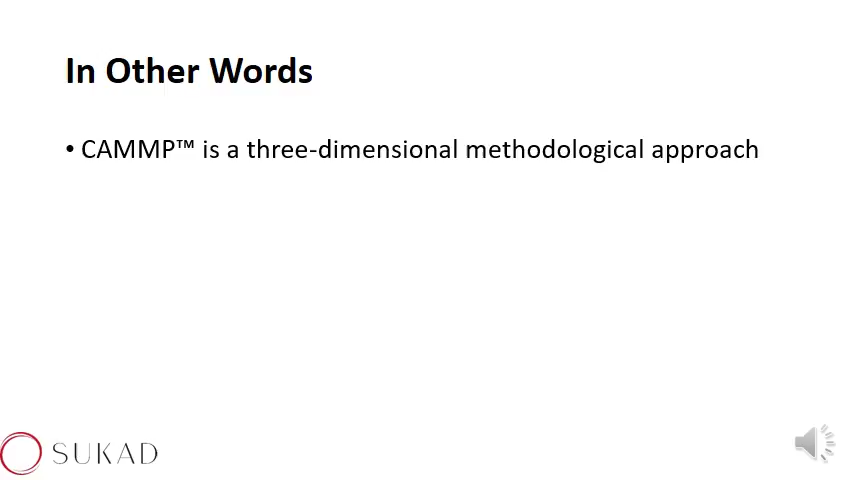 In Other Words
• CAMMP™ is a three-dimensional methodological approach
SUKAD